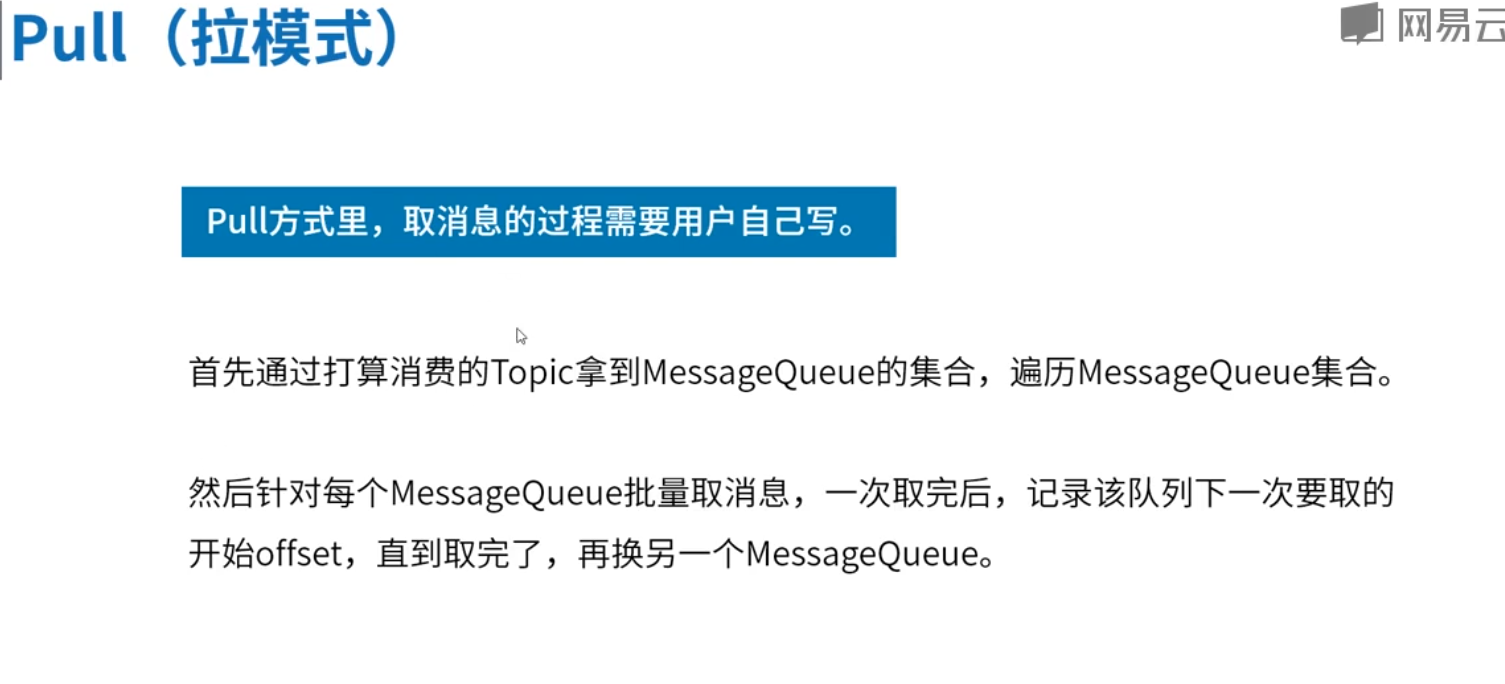 Pull（拉模式）
网易云
Pull方式里，取消息的过程需要用户自己写。
首先通过打算消费的Topic拿到MessageQueue的集合，遍历MessageQueue集合。
然后针对每个MessageQueue批量取消息，一次取完后，记录该队列下一次要取的
开始offset，直到取完了，再换另一个MessageQueue。